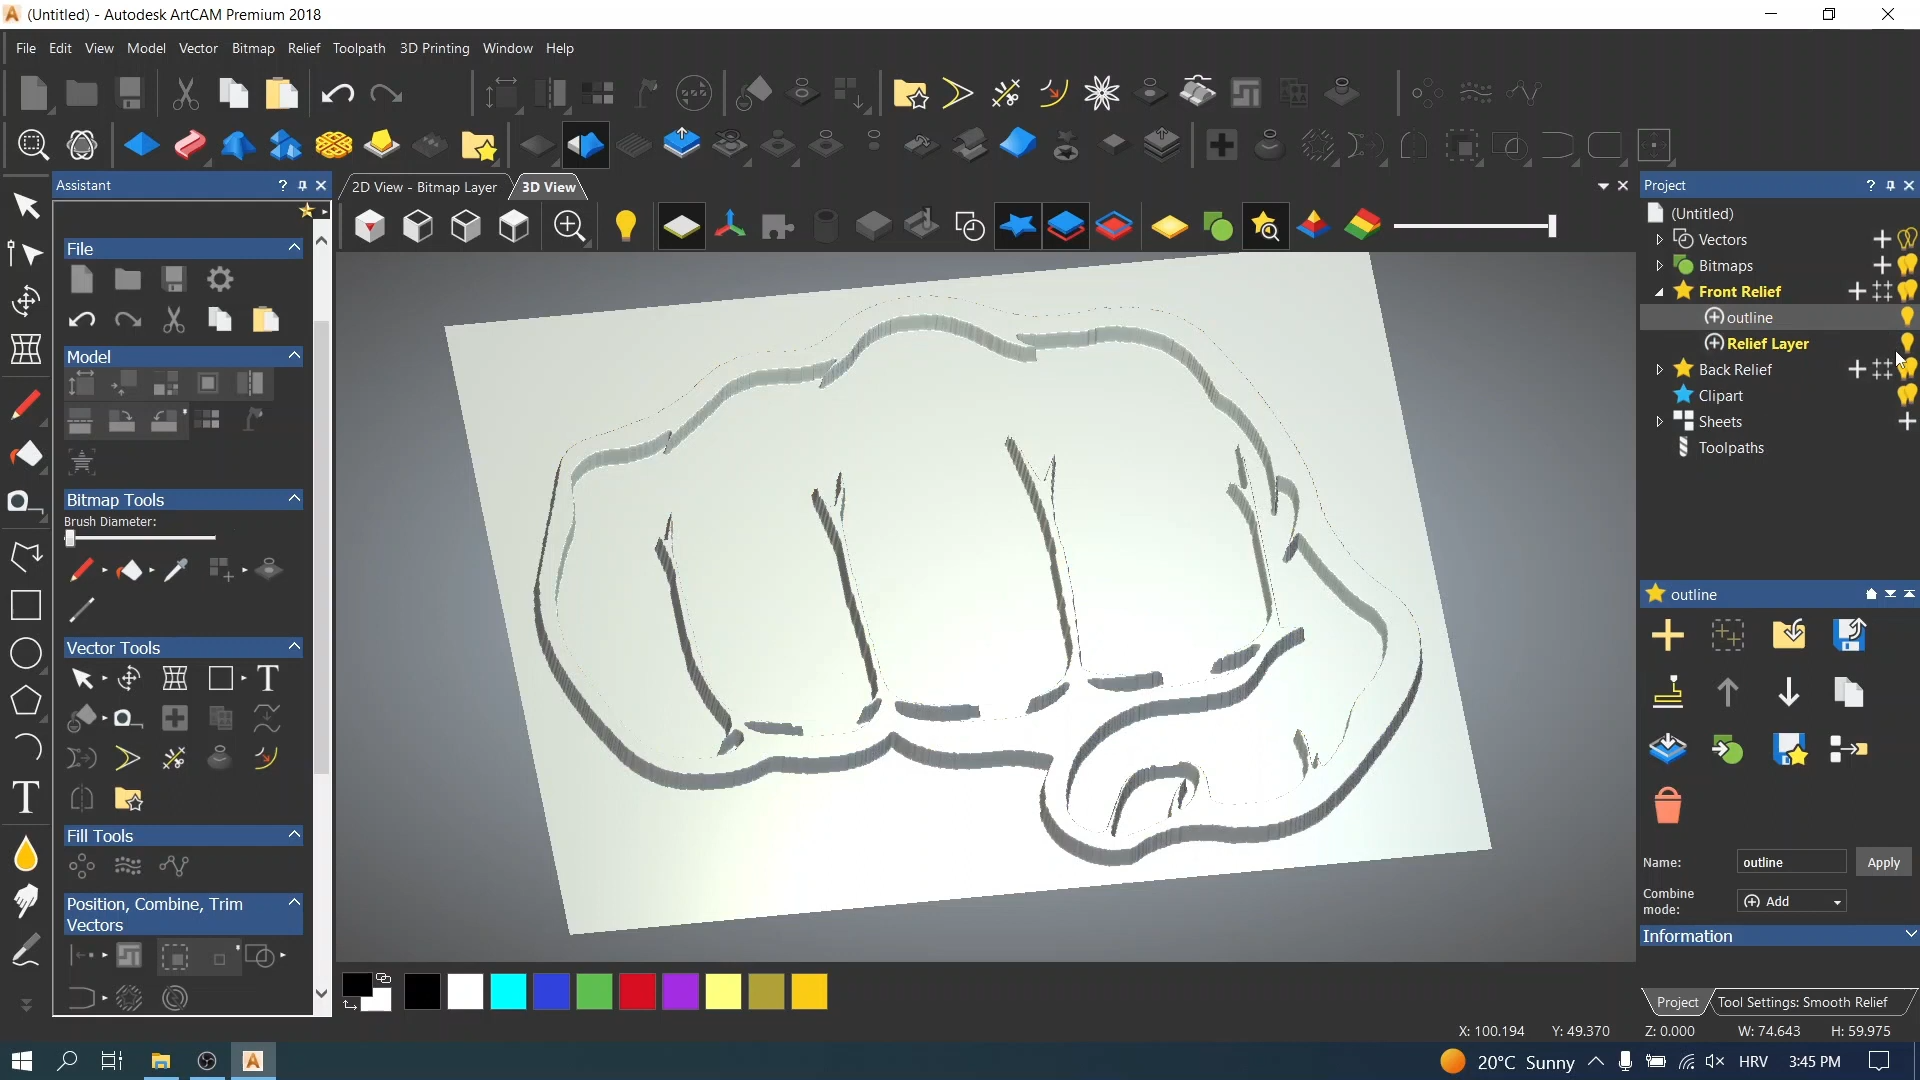 (Untitled) - Autodesk ArtCAM Premium 2018
File Edit View Model Vector Bitmap Relief Toolpath 3D Printing Window Help
Assistant ?
2D View - Bitmap Layer 3D View
Project ?
(Untitled)
Vectors
Bitmaps
Front Relief
outline
Relief Layer
Back Relief
Clipart
Sheets
Toolpaths
File
Model
Bitmap Tools
Brush Diameter:
Vector Tools
Fill Tools
Position, Combine, Trim
Vectors
outline
Name: outline Apply
Combine
mode: Add
Information
Project Tool Settings: Smooth Relief
X: 100.194 Y: 49.370 Z: 0.000 W: 74.643 H: 59.975
20°C Sunny HRV 3:45 PM